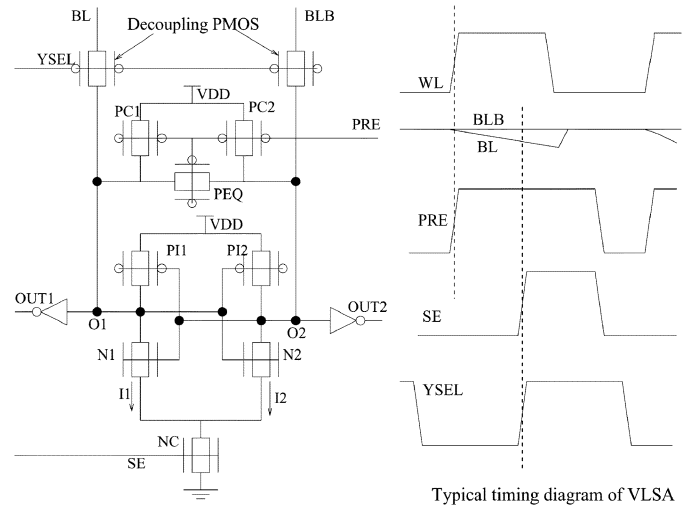 BL
Decoupling PMOS
BLB
YSEL
VDD
PC1
PC2
PRE
PEQ
VDD
PI1
PI2
OUT1
O1
O2
OUT2
N1
N2
I1
I2
NC
SE
WL
BLB
BL
PRE
SE
YSEL
Typical timing diagram of VLSA